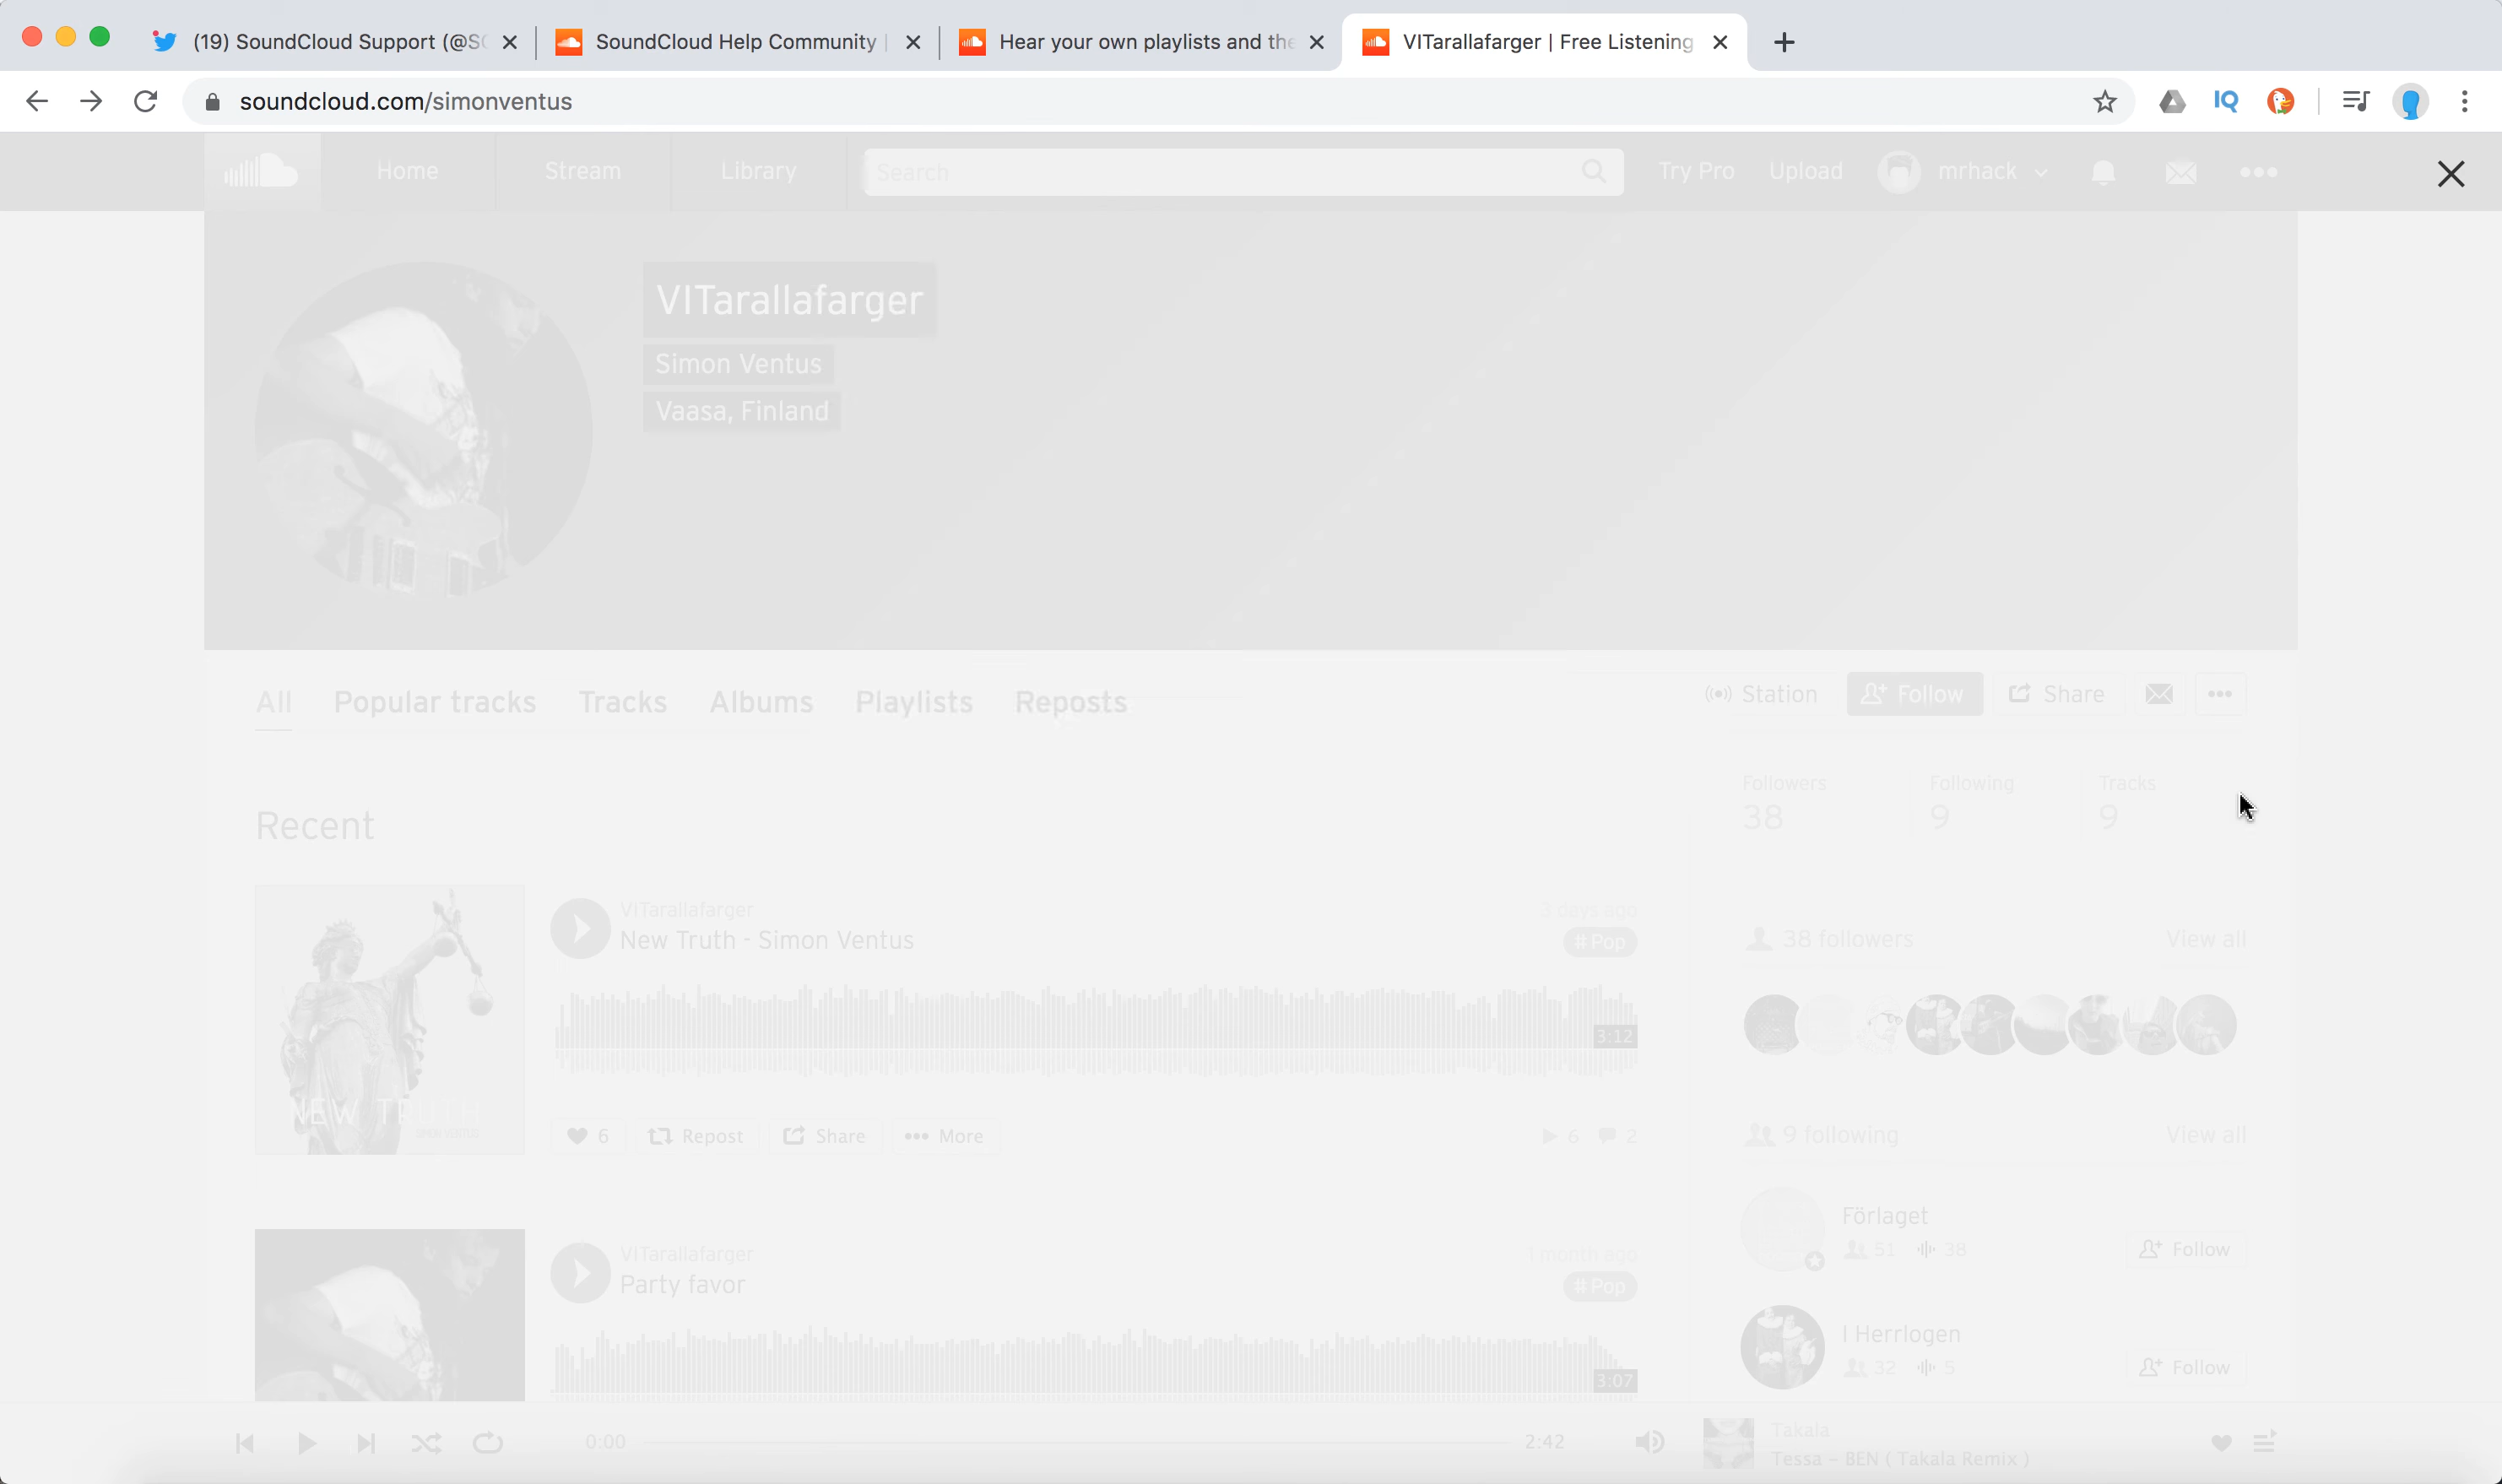 (19) SoundCloud Support (@S
SoundCloud Help Community
Hear your own playlists and the
VITarallafarger | Free Listening
soundcloud.com/simonventus
IQ
Home
Stream
Library
Search
Try Pro
Upload
mrhack
VITarallafarger
Simon Ventus
Vaasa, Finland
All
Popular tracks
Tracks
Albums
Playlists
Reposts
Station
Follow
Share
Followers
38
Following
9
Tracks
9
Recent
NEW TRUTH
SIMON VENTUS
VITarallafarger
New Truth - Simon Ventus
3 days ago
# Pop
3:12
6
Repost
Share
More
6
2
38 followers
View all
9 following
View all
Förlaget
51
38
Follow
I Herrlogen
32
5
Follow
VITarallafarger
Party favor
1 month ago
# Pop
3:07
0:00
2:42
Takala
Tessa – BEN ( Takala Remix )